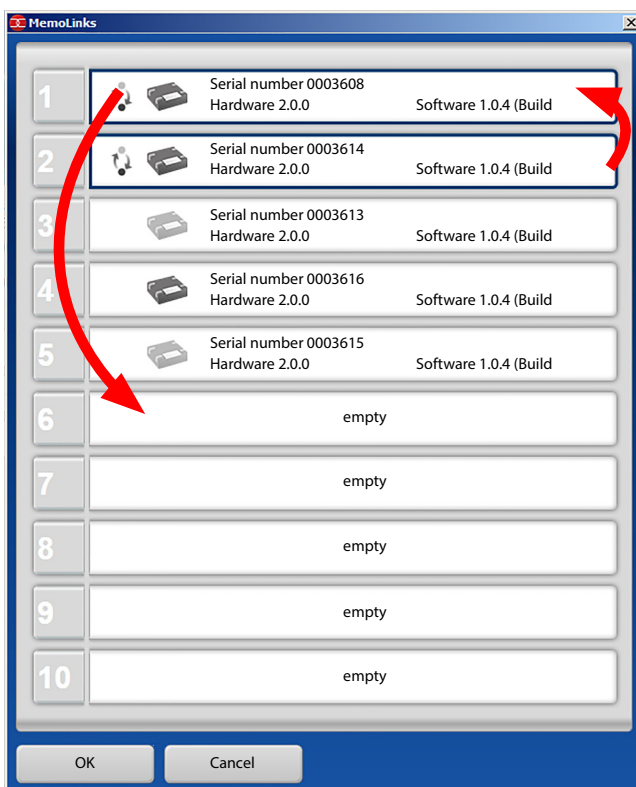 MemoLinks
1
Serial number 0003608
Hardware 2.0.0 Software 1.0.4 (Build
2
Serial number 0003614
Hardware 2.0.0 Software 1.0.4 (Build
3
Serial number 0003613
Hardware 2.0.0 Software 1.0.4 (Build
4
Serial number 0003616
Hardware 2.0.0 Software 1.0.4 (Build
5
Serial number 0003615
Hardware 2.0.0 Software 1.0.4 (Build
6 empty
7 empty
8 empty
9 empty
10 empty
OK Cancel